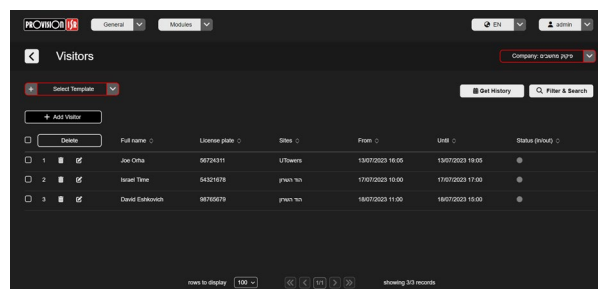 PROVISION ISR General Modules EN admin
Visitors Company: פיקוק מחשבים
+ Select Template Get History Filter & Search
+ Add Visitor
Delete Full name License plate Sites From Until Status (in/out)
1 Joe Orha 56724311 UTowers 13/07/2023 16:05 13/07/2023 19:05
2 Israel Time 54321678 הוד השרון 17/07/2023 10:00 17/07/2023 17:00
3 David Eshkovich 98765679 הוד השרון 18/07/2023 11:00 18/07/2023 15:00
rows to display 100 1/1 showing 3/3 records